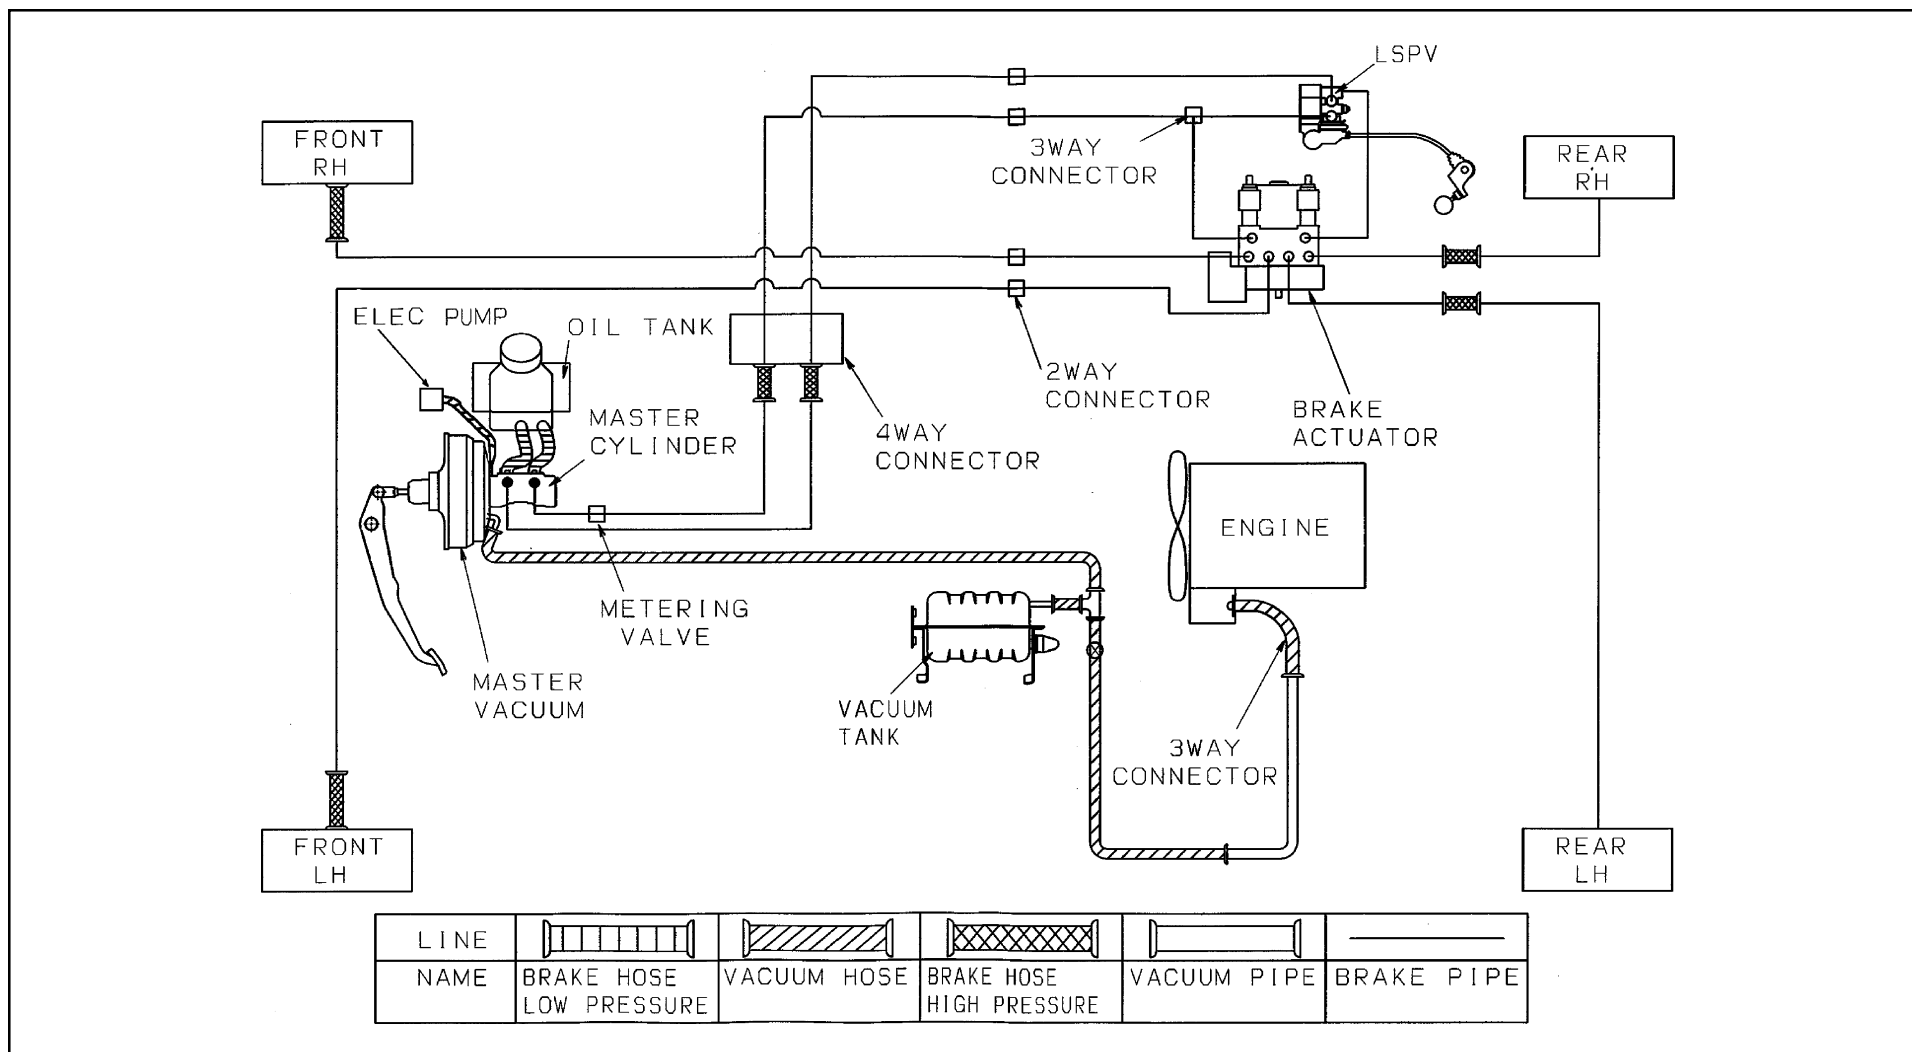 LSPV
FRONT
RH
3WAY
CONNECTOR
REAR
RH
ELEC PUMP
OIL TANK
2WAY
CONNECTOR
BRAKE
ACTUATOR
MASTER
CYLINDER
4WAY
CONNECTOR
ENGINE
METERING
VALVE
MASTER
VACUUM
VACUUM
TANK
3WAY
CONNECTOR
FRONT
LH
REAR
LH
LINE
NAME
BRAKE HOSE
LOW PRESSURE
VACUUM HOSE
BRAKE HOSE
HIGH PRESSURE
VACUUM PIPE
BRAKE PIPE